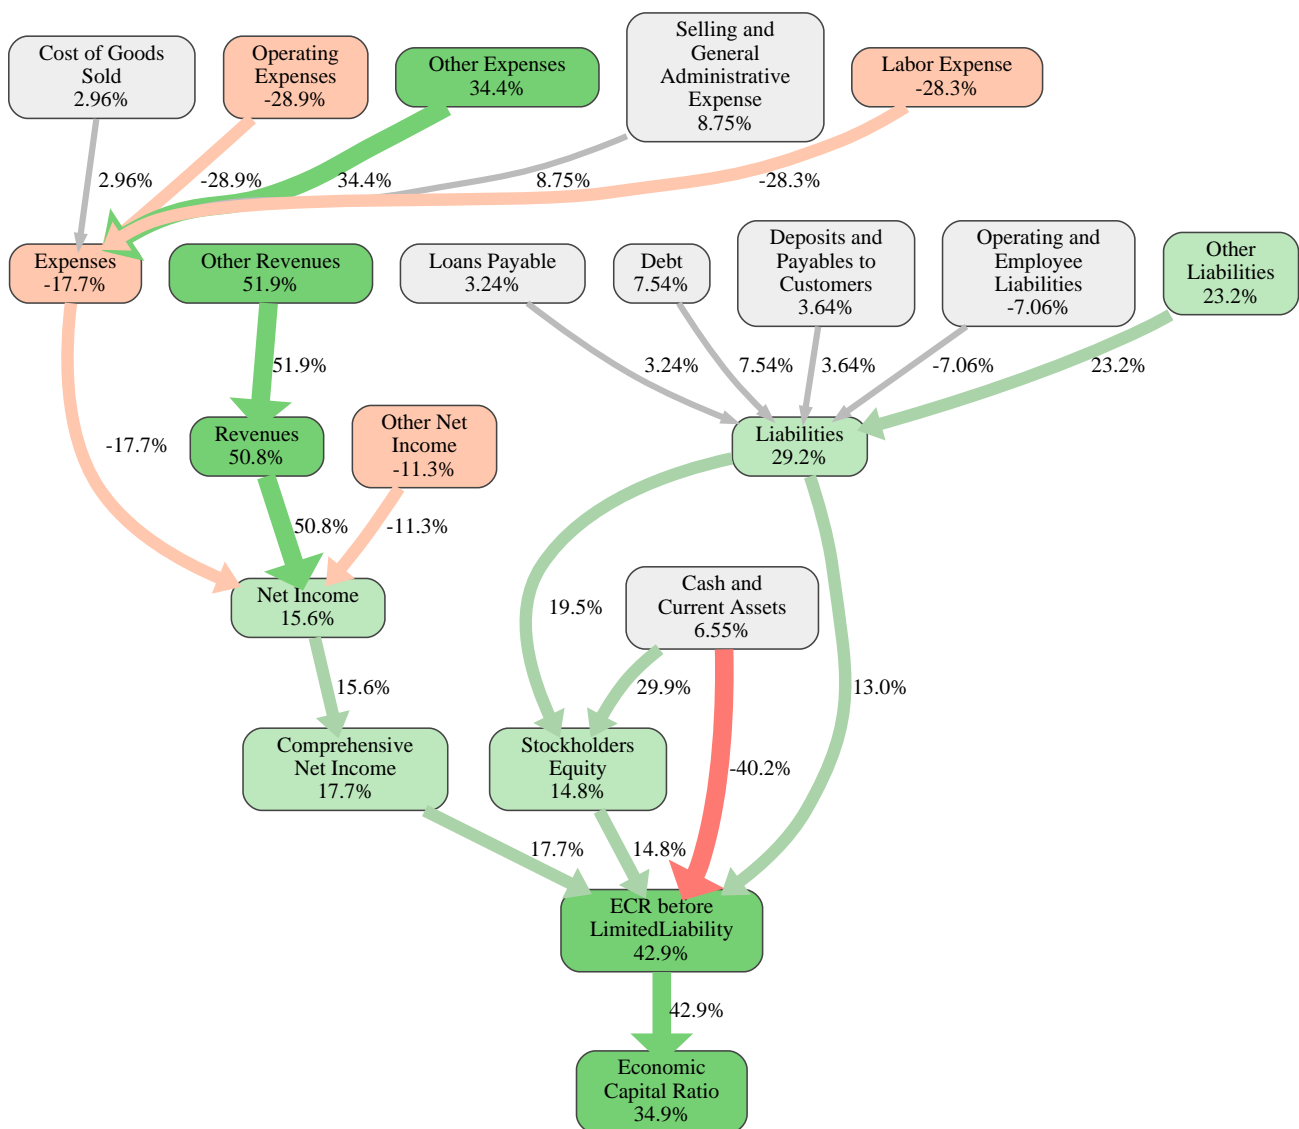 Cost of Goods
Sold
2.96%
Operating
Expenses
-28.9%
Other Expenses
34.4%
Selling and
General
Administrative
Expense
8.75%
Labor Expense
-28.3%
2.96%
-28.9%
34.4%
8.75%
-28.3%
Expenses
-17.7%
Other Revenues
51.9%
Loans Payable
3.24%
Debt
7.54%
Deposits and
Payables to
Customers
3.64%
Operating and
Employee
Liabilities
-7.06%
Other
Liabilities
23.2%
51.9%
3.24%
7.54%
3.64%
-7.06%
23.2%
-17.7%
Revenues
50.8%
Other Net
Income
-11.3%
Liabilities
29.2%
50.8%
-11.3%
Net Income
15.6%
19.5%
Cash and
Current Assets
6.55%
15.6%
29.9%
13.0%
Comprehensive
Net Income
17.7%
Stockholders
Equity
14.8%
-40.2%
17.7%
14.8%
ECR before
LimitedLiability
42.9%
42.9%
Economic
Capital Ratio
34.9%